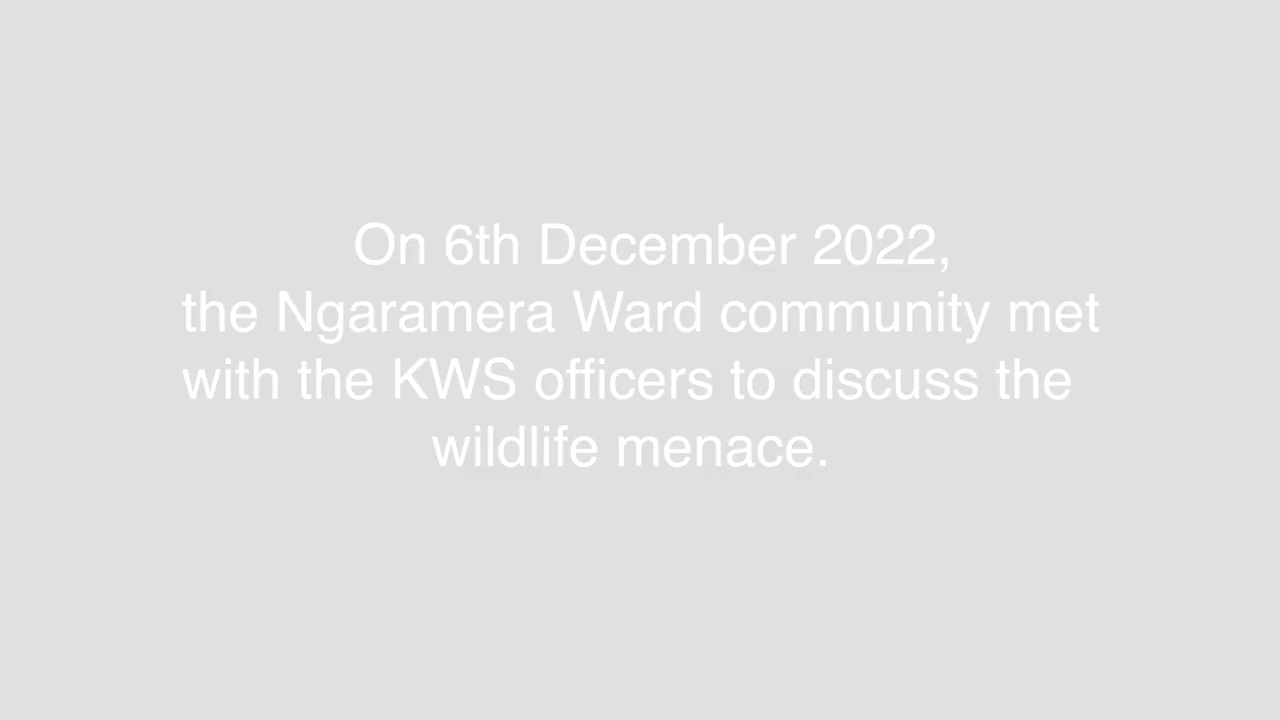 On 6th December 2022,
the Ngaramera Ward community met
with the KWS officers to discuss the
wildlife menace.